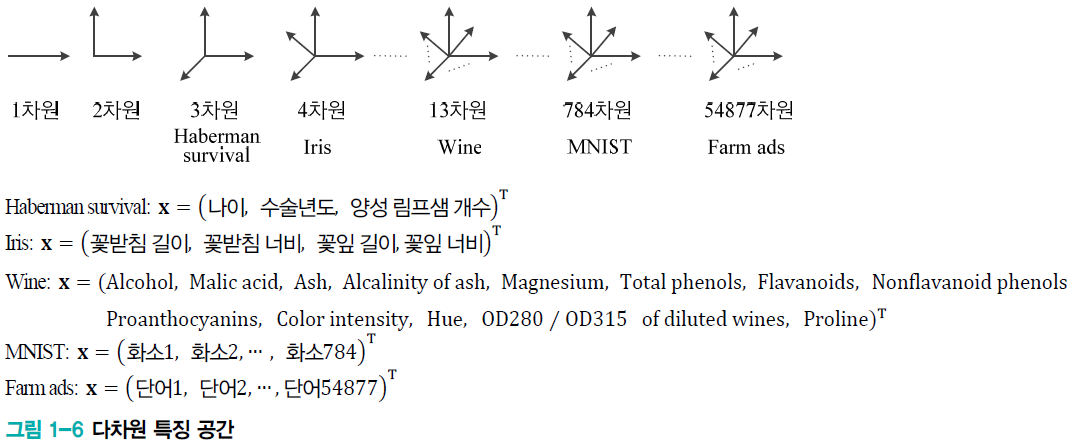 1차원 2차원 3차원 4차원 13차원 784차원 54877차원
Haberman survival Iris Wine MNIST Farm ads
Haberman survival: x = (나이, 수술년도, 양성 림프샘 개수)ᵀ
Iris: x = (꽃받침 길이, 꽃받침 너비, 꽃잎 길이, 꽃잎 너비)ᵀ
Wine: x = (Alcohol, Malic acid, Ash, Alcalinity of ash, Magnesium, Total phenols, Flavanoids, Nonflavanoid phenols
Proanthocyanins, Color intensity, Hue, OD280 / OD315 of diluted wines, Proline)ᵀ
MNIST: x = (화소1, 화소2, ⋯ , 화소784)ᵀ
Farm ads: x = (단어1, 단어2, ⋯ , 단어54877)ᵀ
그림 1-6 다차원 특징 공간